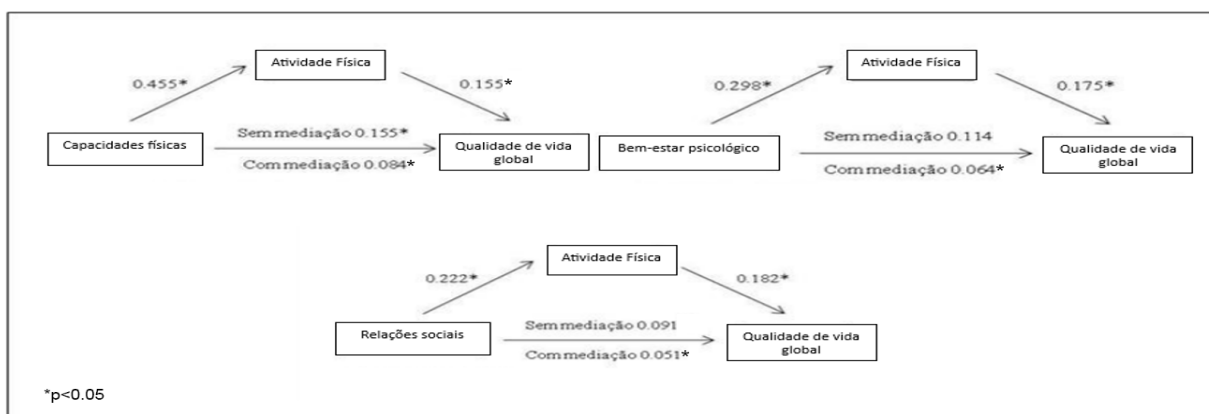 Atividade Física
0.455*
0.155*
Capacidades físicas
Sem mediação 0.155*
Com mediação 0.084*
Qualidade de vida
global
Atividade Física
0.298*
0.175*
Bem-estar psicológico
Sem mediação 0.114
Com mediação 0.064*
Qualidade de vida
global
Atividade Física
0.222*
0.182*
Relações sociais
Sem mediação 0.091
Com mediação 0.051*
Qualidade de vida
global
*p<0.05